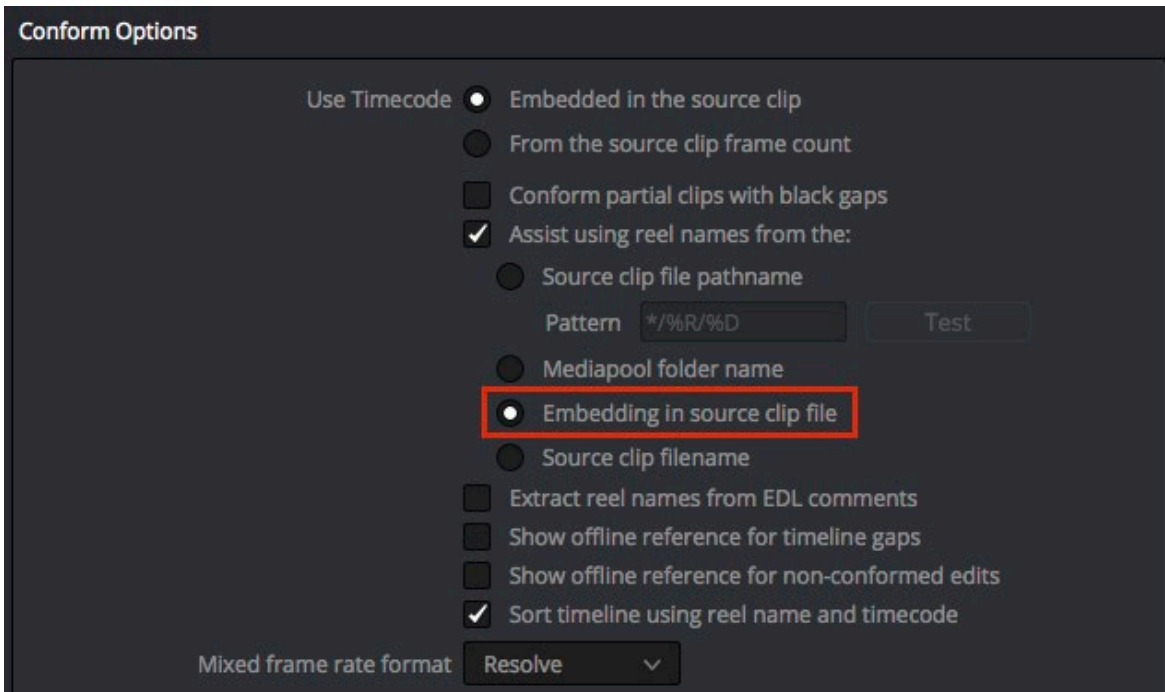 Conform Options
Use Timecode Embedded in the source clip
From the source clip frame count
Conform partial clips with black gaps
Assist using reel names from the:
Source clip file pathname
Pattern */%R/%D Test
Mediapool folder name
Embedding in source clip file
Source clip filename
Extract reel names from EDL comments
Show offline reference for timeline gaps
Show offline reference for non-conformed edits
Sort timeline using reel name and timecode
Mixed frame rate format Resolve